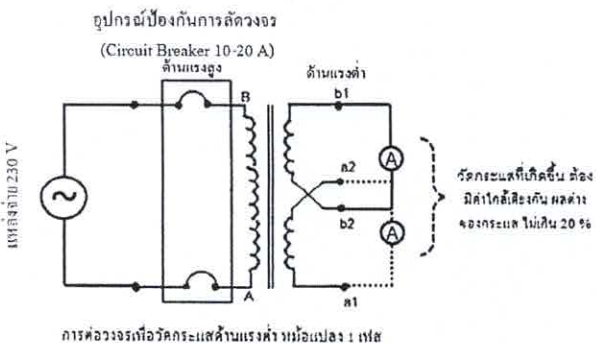 อุปกรณ์ป้องกันการลัดวงจร
(Circuit Breaker 10-20 A)
ด้านแรงสูง
ด้านแรงต่ำ
แหล่งจ่าย 230 V
B
A
b1
a2
b2
a1
A
A
วัดกระแสที่เกิดขึ้น ต้อง
มีค่าใกล้เคียงกัน ผลต่าง
ของกระแส ไม่เกิน 20 %
การต่อวงจรเพื่อวัดกระแสด้านแรงต่ำ หม้อแปลง 1 เฟส